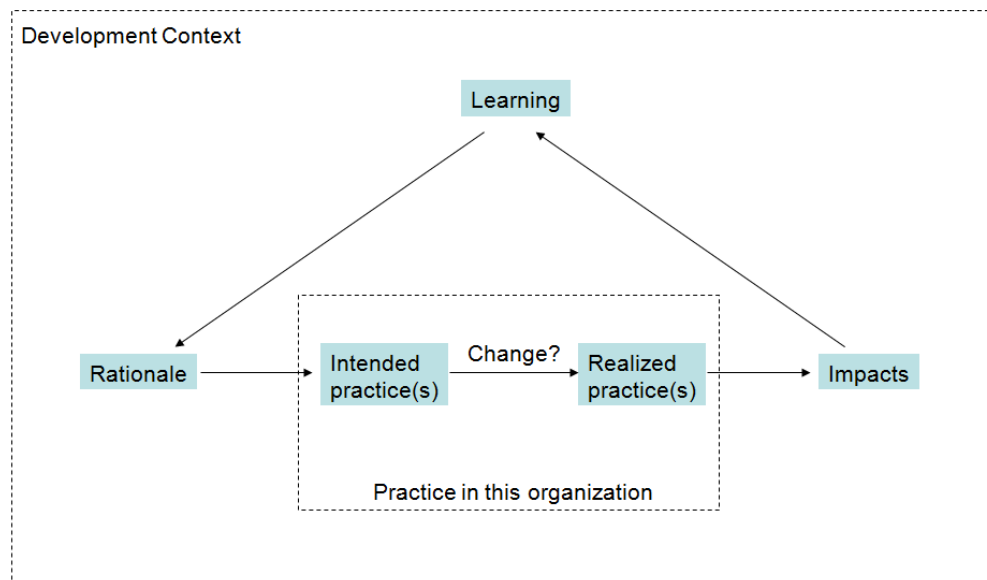 Development Context
Learning
Rationale
Intended
practice(s)
Change?
Realized
practice(s)
Impacts
Practice in this organization